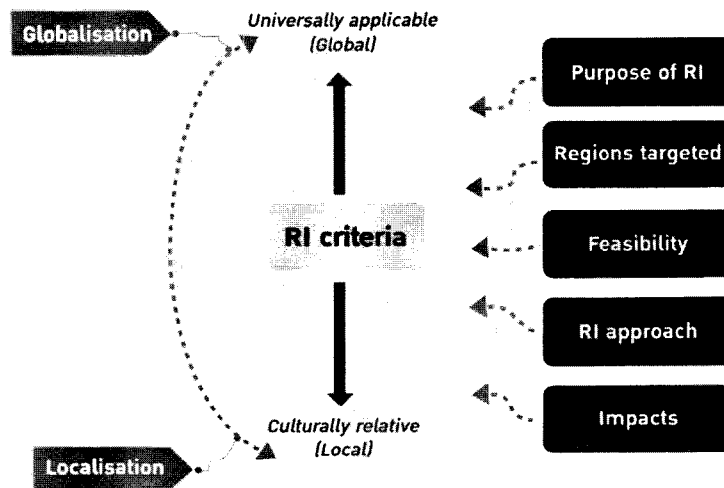 Globalisation
Universally applicable
(Global)
Purpose of RI
Regions targeted
RI criteria
Feasibility
RI approach
Impacts
Culturally relative
(Local)
Localisation